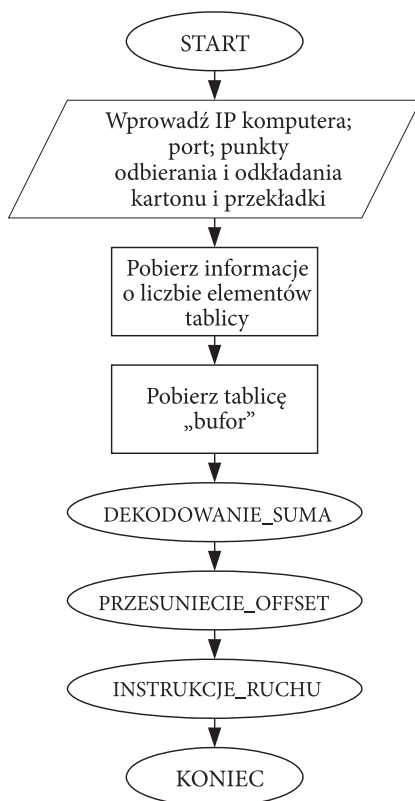 START
Wprowadź IP komputera;
port; punkty
odbierania i odkładania
kartonu i przekładki
Pobierz informacje
o liczbie elementów
tablicy
Pobierz tablicę
„bufor”
DEKODOWANIE_SUMA
PRZESUNIECIE_OFFSET
INSTRUKCJE_RUCHU
KONIEC